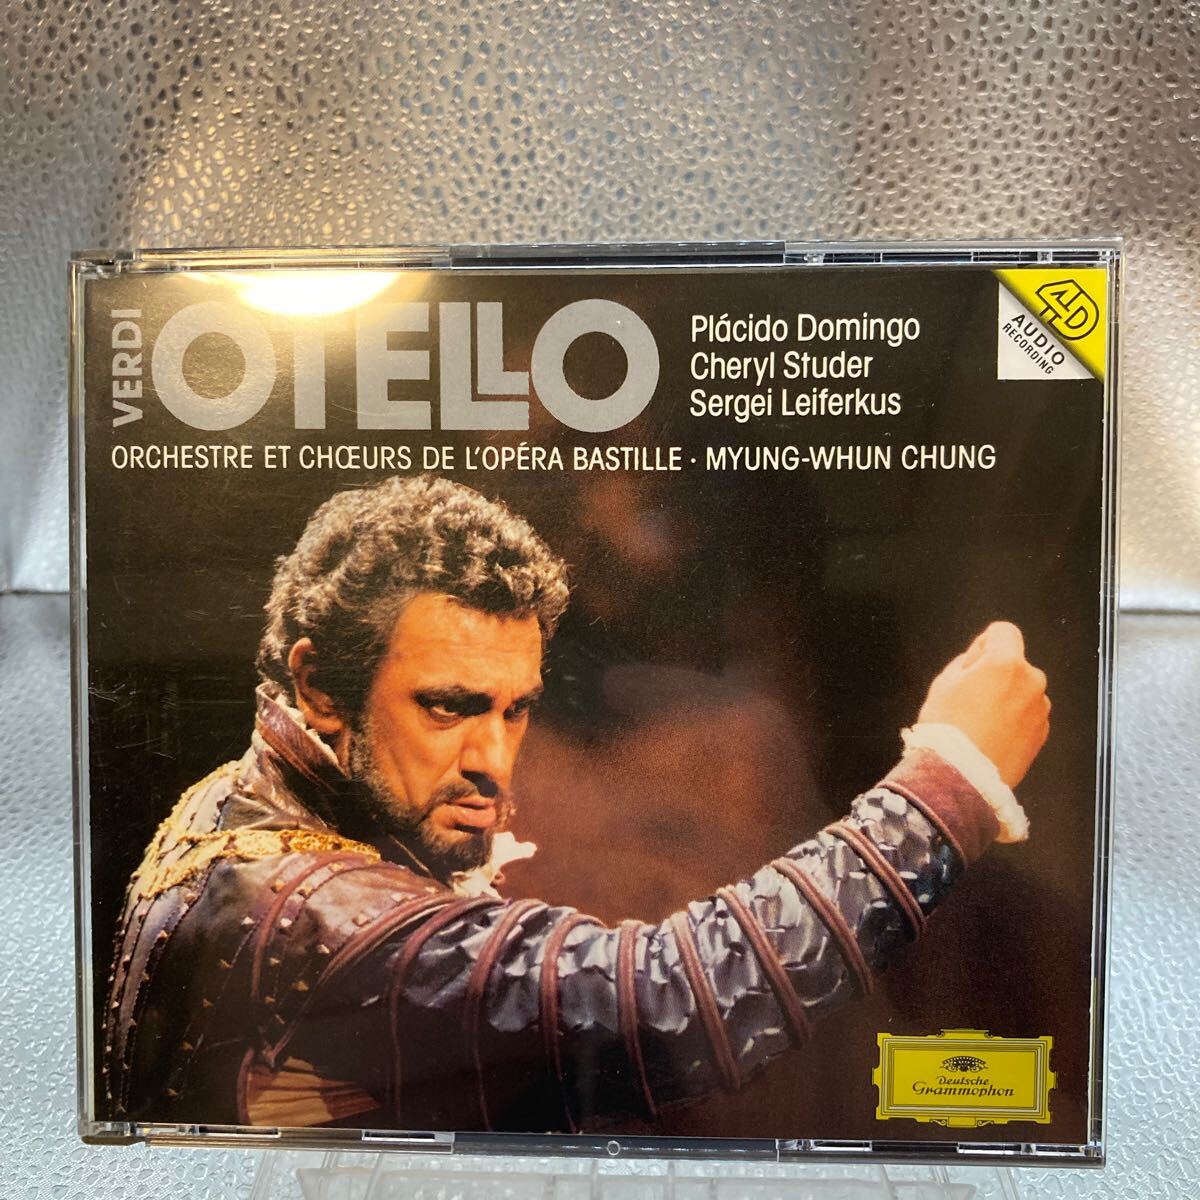 VERDI
OTELLO
Plácido Domingo
Cheryl Studer
Sergei Leiferkus
4D
AUDIO
RECORDING
ORCHESTRE ET CHŒURS DE L'OPÉRA BASTILLE · MYUNG-WHUN CHUNG
Deutsche
Grammophon